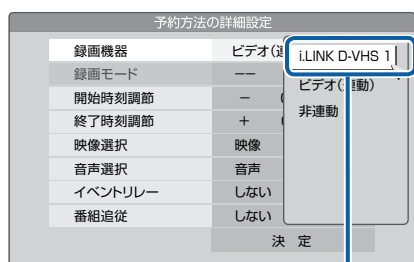 予約方法の詳細設定
録画機器 ビデオ(連
i.LINK D-VHS 1
ビデオ(連動)
非連動
録画モード −−
開始時刻調節 −
終了時刻調節 ＋
映像選択 映像
音声選択 音声
イベントリレー しない
番組追従 しない
決 定